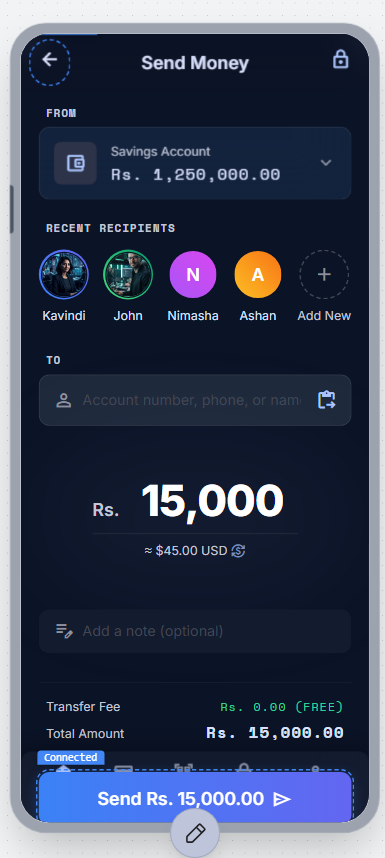 Send Money
FROM
Savings Account
Rs. 1,250,000.00
RECENT RECIPIENTS
N
A
Kavindi
John
Nimasha
Ashan
Add New
TO
Account number, phone, or nam
Rs. 15,000
≈ $45.00 USD
Add a note (optional)
Transfer Fee Rs. 0.00 (FREE)
Total Amount Rs. 15,000.00
Connected
Send Rs. 15,000.00